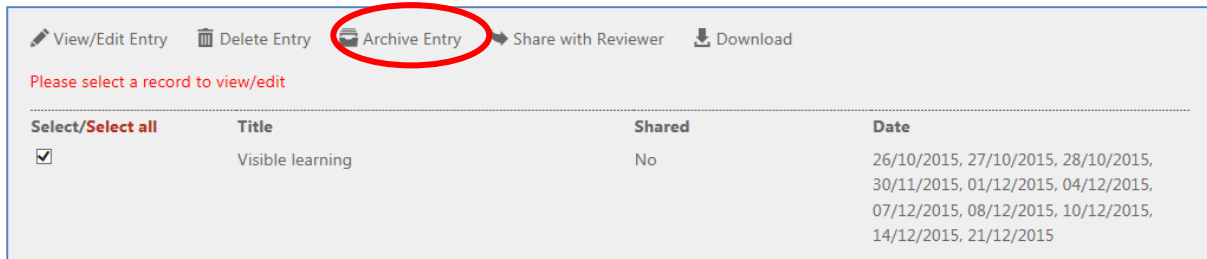 View/Edit Entry Delete Entry Archive Entry Share with Reviewer Download
Please select a record to view/edit
Select/Select all Title Shared Date
Visible learning No 26/10/2015, 27/10/2015, 28/10/2015,
30/11/2015, 01/12/2015, 04/12/2015,
07/12/2015, 08/12/2015, 10/12/2015,
14/12/2015, 21/12/2015